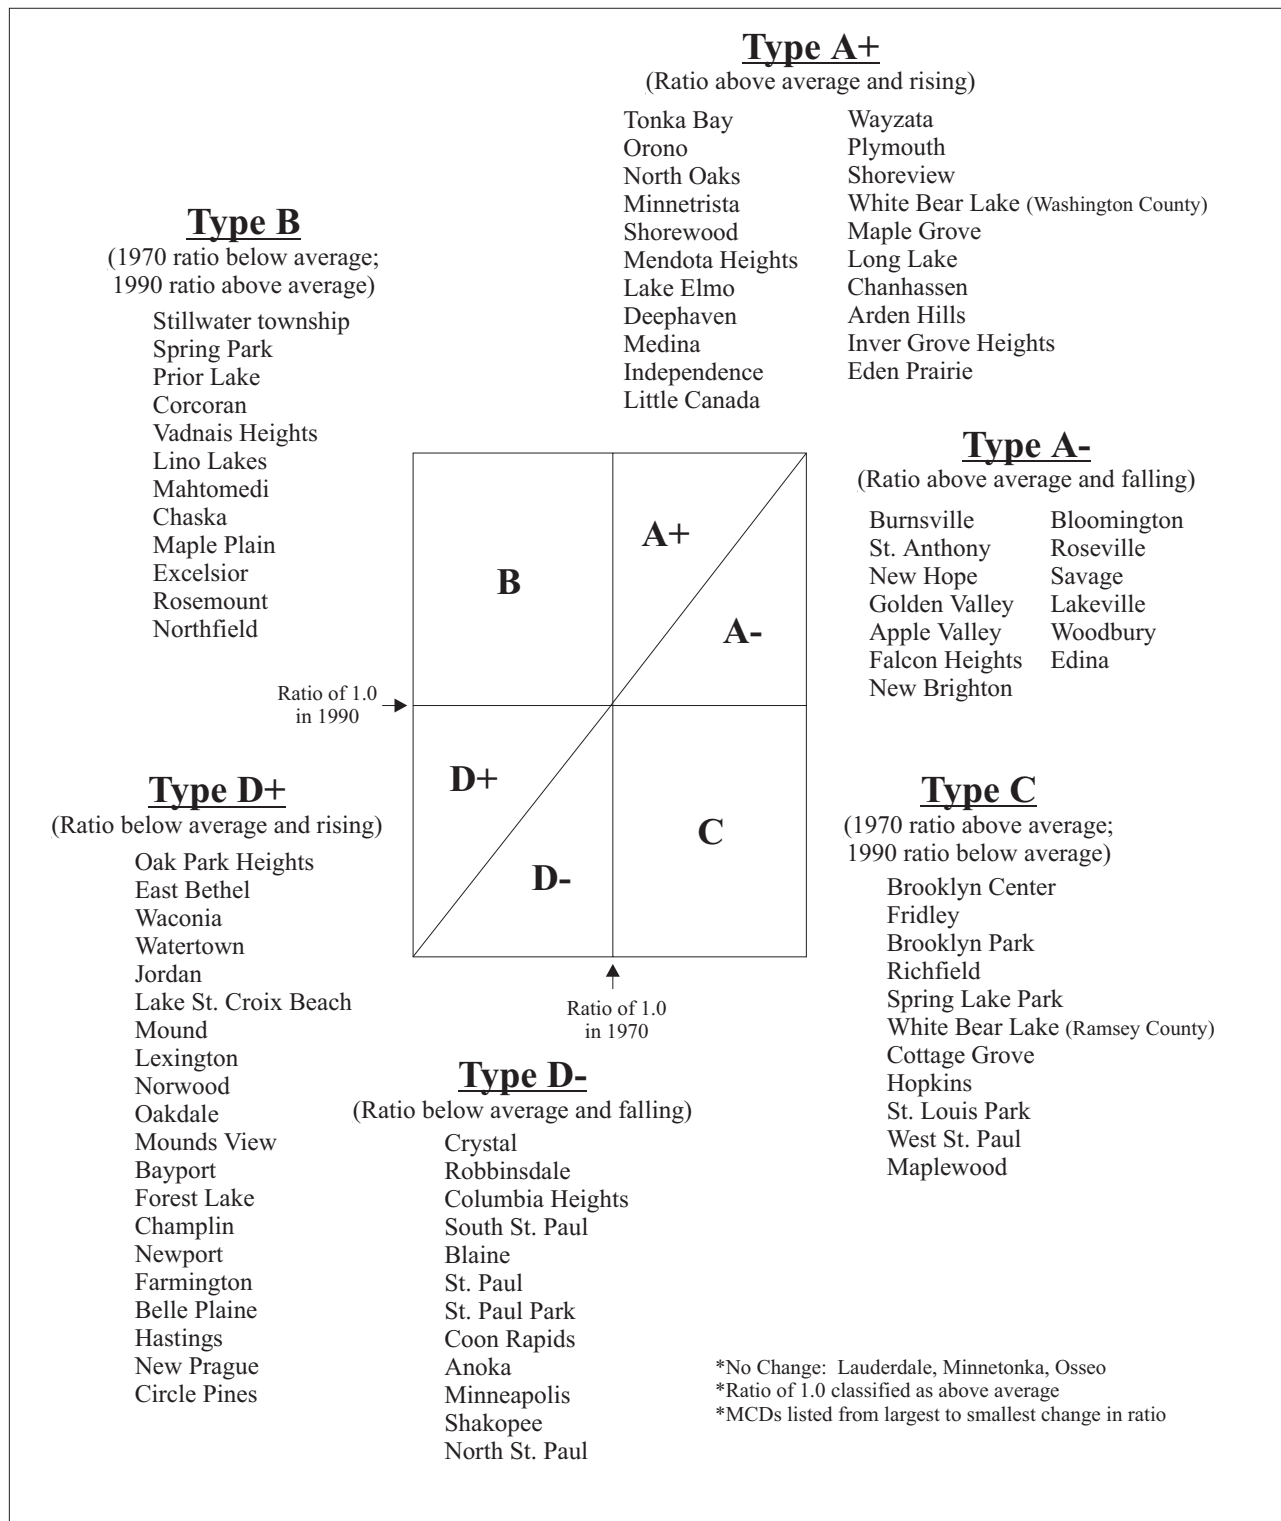 Type A+
(Ratio above average and rising)
Tonka Bay
Orono
North Oaks
Minnetrista
Shorewood
Mendota Heights
Lake Elmo
Deephaven
Medina
Independence
Little Canada
Wayzata
Plymouth
Shoreview
White Bear Lake (Washington County)
Maple Grove
Long Lake
Chanhassen
Arden Hills
Inver Grove Heights
Eden Prairie
Type B
(1970 ratio below average;
1990 ratio above average)
Stillwater township
Spring Park
Prior Lake
Corcoran
Vadnais Heights
Lino Lakes
Mahtomedi
Chaska
Maple Plain
Excelsior
Rosemount
Northfield
Type A-
(Ratio above average and falling)
Burnsville
St. Anthony
New Hope
Golden Valley
Apple Valley
Falcon Heights
New Brighton
Bloomington
Roseville
Savage
Lakeville
Woodbury
Edina
A+
B
A-
Ratio of 1.0
in 1990
D+
C
D-
Ratio of 1.0
in 1970
Type D+
(Ratio below average and rising)
Oak Park Heights
East Bethel
Waconia
Watertown
Jordan
Lake St. Croix Beach
Mound
Lexington
Norwood
Oakdale
Mounds View
Bayport
Forest Lake
Champlin
Newport
Farmington
Belle Plaine
Hastings
New Prague
Circle Pines
Type C
(1970 ratio above average;
1990 ratio below average)
Brooklyn Center
Fridley
Brooklyn Park
Richfield
Spring Lake Park
White Bear Lake (Ramsey County)
Cottage Grove
Hopkins
St. Louis Park
West St. Paul
Maplewood
Type D-
(Ratio below average and falling)
Crystal
Robbinsdale
Columbia Heights
South St. Paul
Blaine
St. Paul
St. Paul Park
Coon Rapids
Anoka
Minneapolis
Shakopee
North St. Paul
*No Change: Lauderdale, Minnetonka, Osseo
*Ratio of 1.0 classified as above average
*MCDs listed from largest to smallest change in ratio